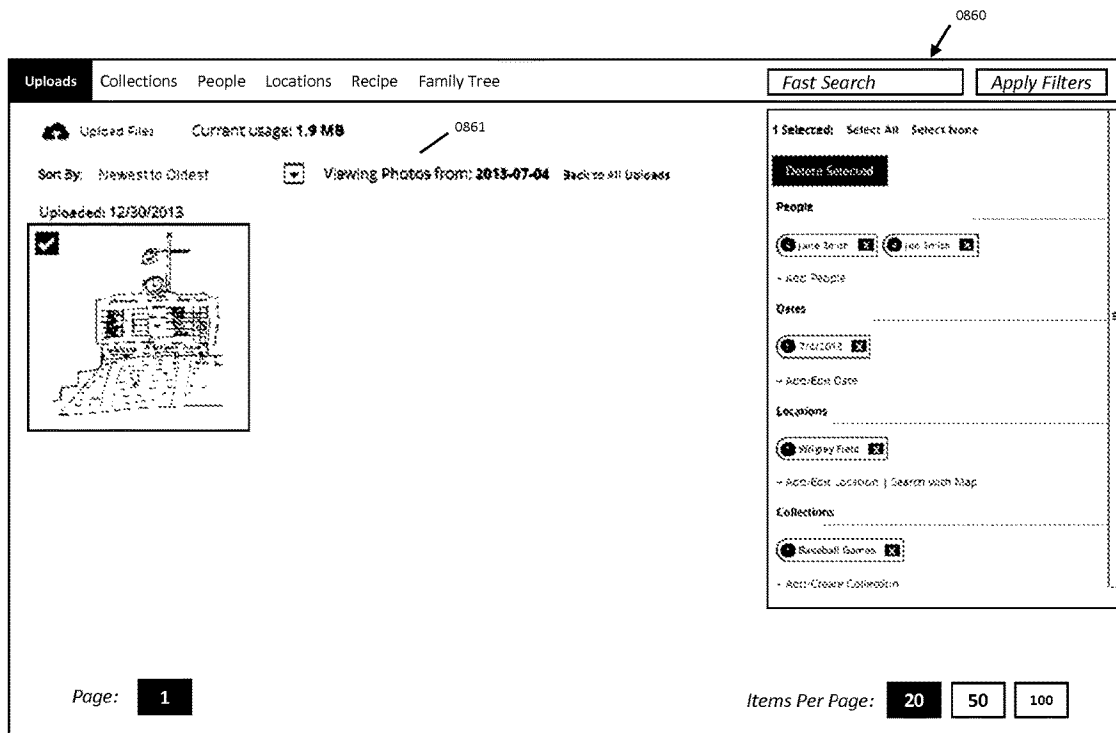 0860
Uploads Collections People Locations Recipe Family Tree Fast Search Apply Filters
Upload Files Current usage: 1.9 MB 0861
Sort By: Newest to Oldest Viewing Photos from: 2013-07-04 Back to All Uploads
Uploaded: 12/30/2013
1 Selected: Select All Select None
Delete Selected
People
Jane Smith Jon Smith
+ Add People
Dates
+ Add/Edit Date
Locations
Wrigley Field
+ Add/Edit Location | Search with Map
Collections
Baseball Games
+ Add/Create Collection
Page: 1
Items Per Page: 20 50 100